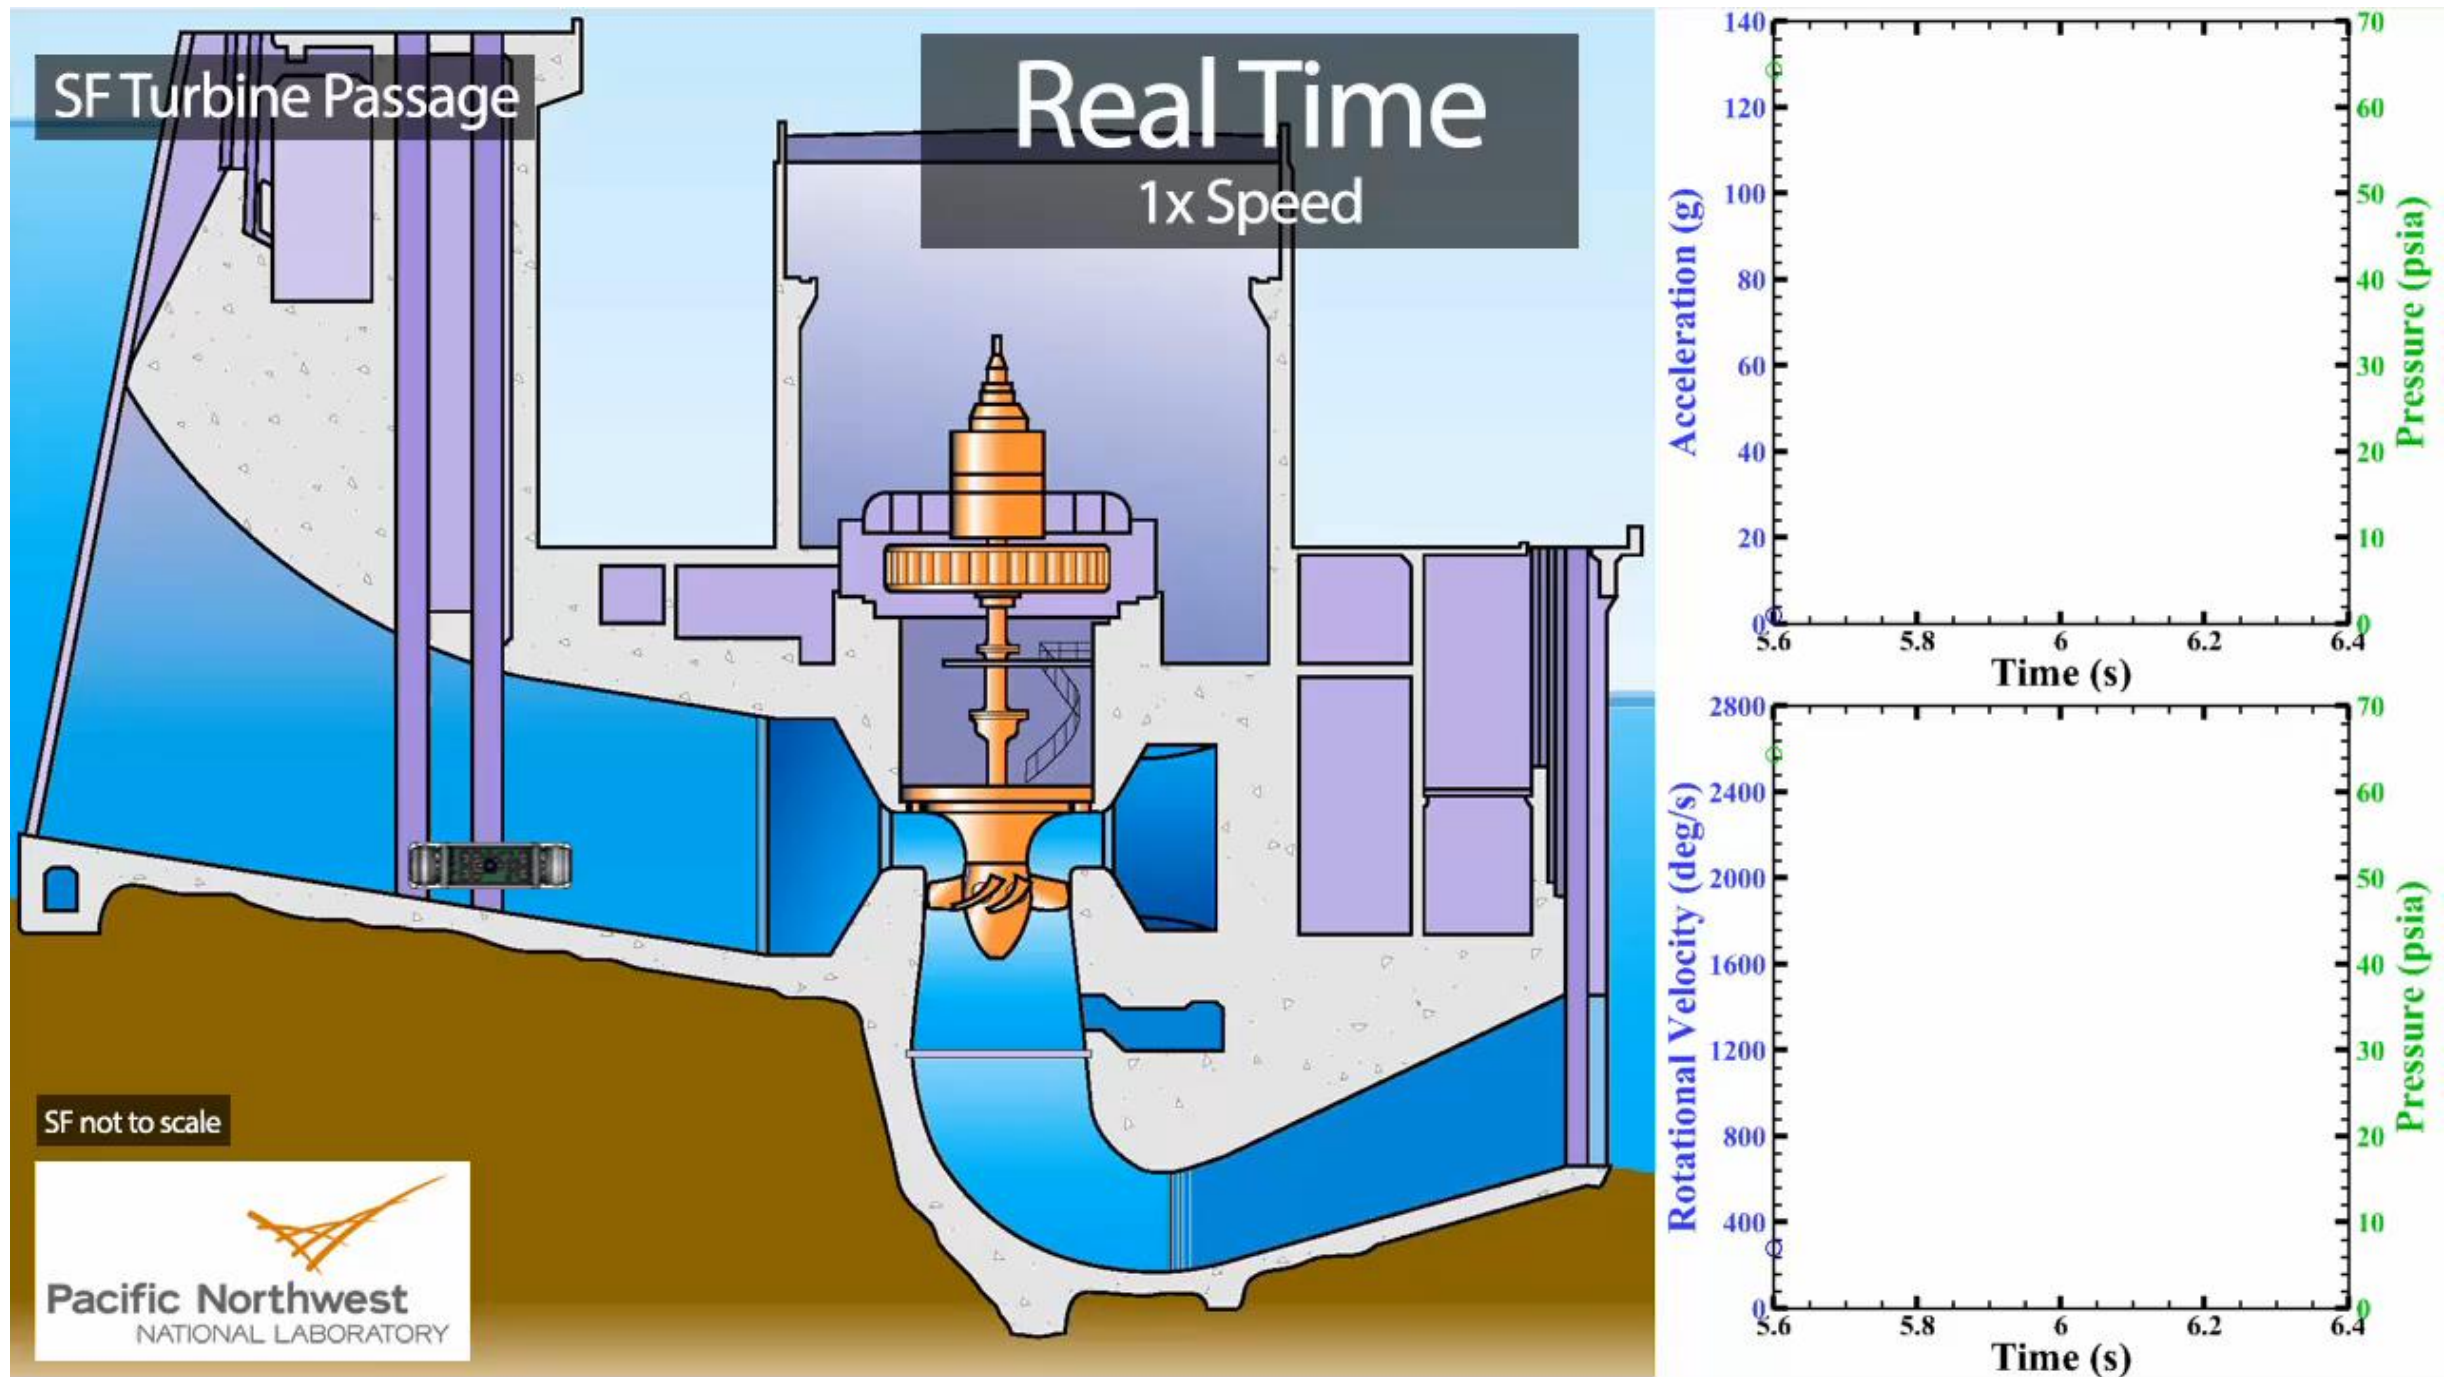 SF Turbine Passage
Real Time
1x Speed
SF not to scale
Pacific Northwest
NATIONAL LABORATORY
140
120
100
80
60
40
20
0
Acceleration (g)
70
60
50
40
30
20
10
0
Pressure (psia)
5.6 5.8 6 6.2 6.4
Time (s)
2800
2400
2000
1600
1200
800
400
0
Rotational Velocity (deg/s)
70
60
50
40
30
20
10
0
Pressure (psia)
5.6 5.8 6 6.2 6.4
Time (s)